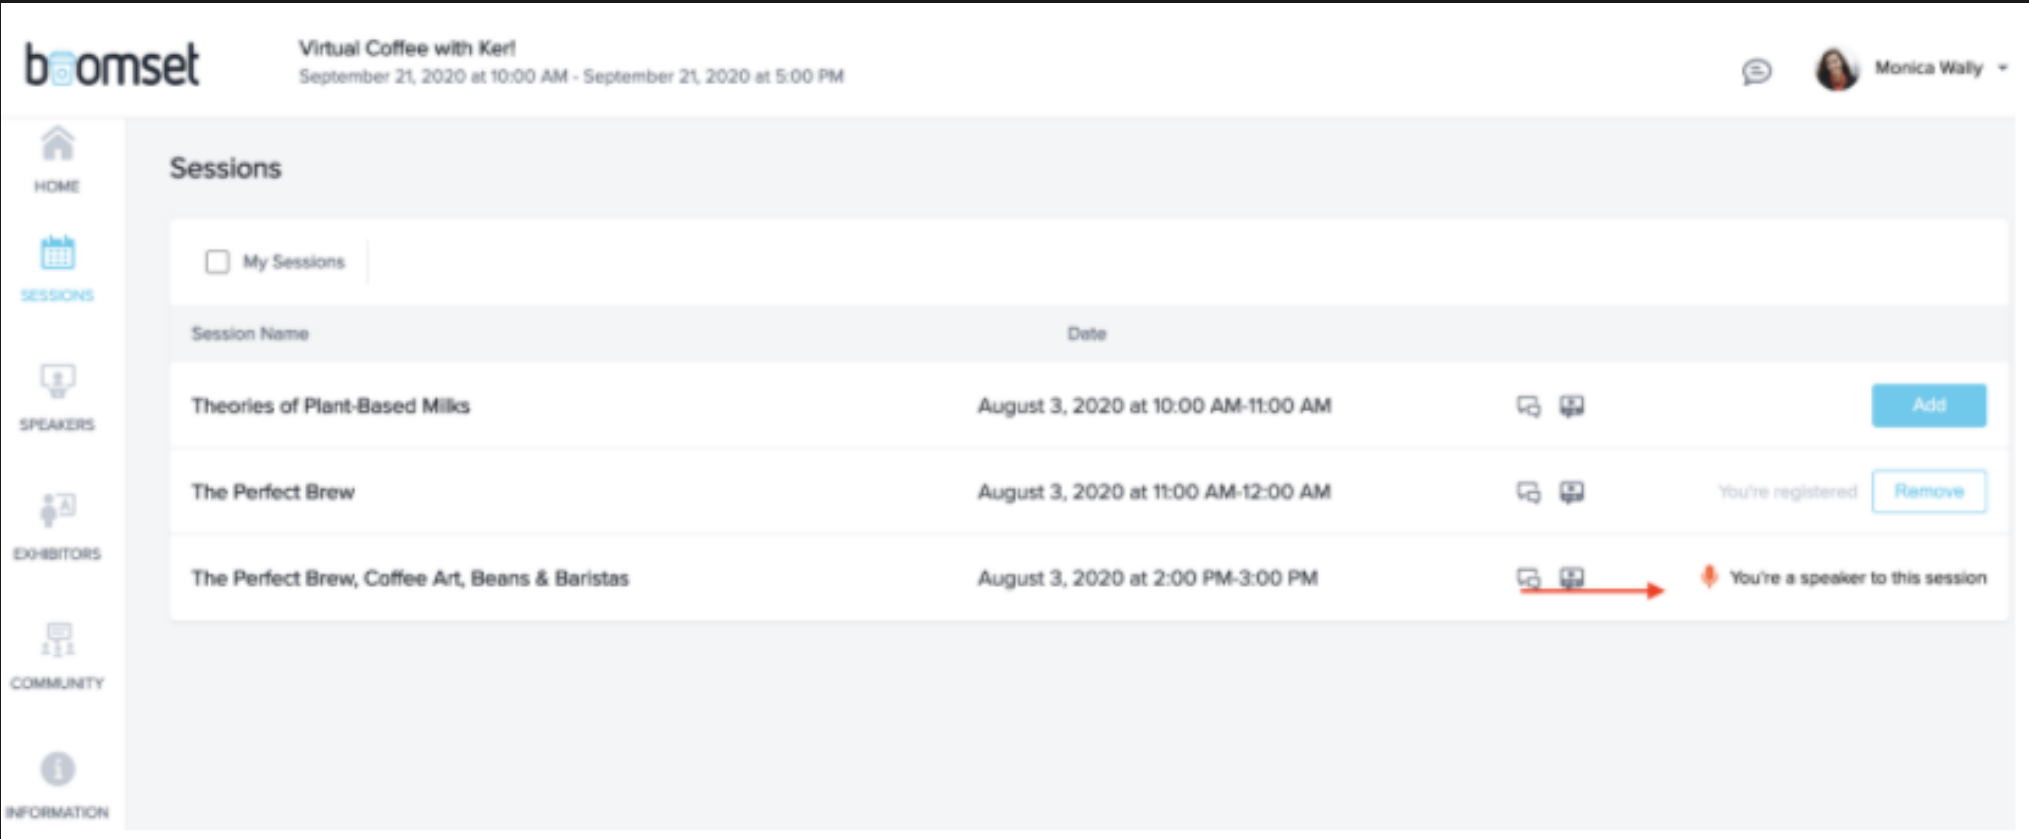 boomset
Virtual Coffee with Ker!
September 21, 2020 at 10:00 AM - September 21, 2020 at 5:00 PM
Monica Wally
HOME
SESSIONS
SPEAKERS
EXHIBITORS
COMMUNITY
INFORMATION
Sessions
My Sessions
Session Name Date
Theories of Plant-Based Milks August 3, 2020 at 10:00 AM-11:00 AM Add
The Perfect Brew August 3, 2020 at 11:00 AM-12:00 AM You're registered Remove
The Perfect Brew, Coffee Art, Beans & Baristas August 3, 2020 at 2:00 PM-3:00 PM You're a speaker to this session